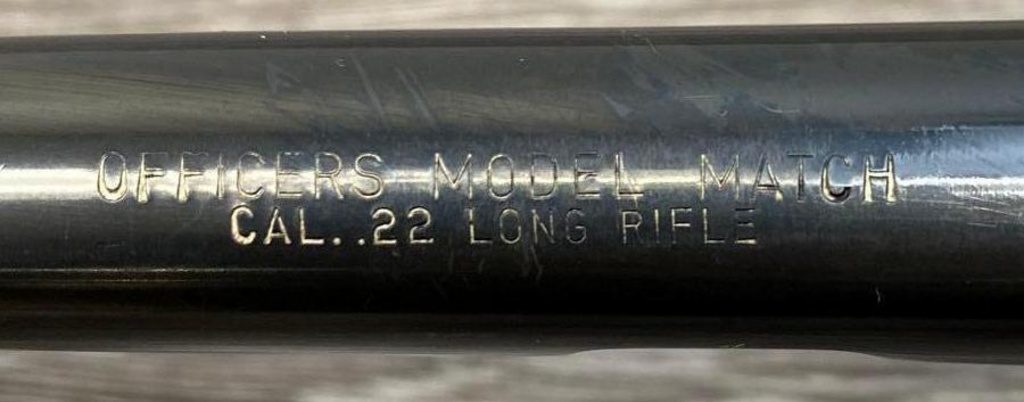 OFFICERS MODEL MATCH
CAL. .22 LONG RIFLE